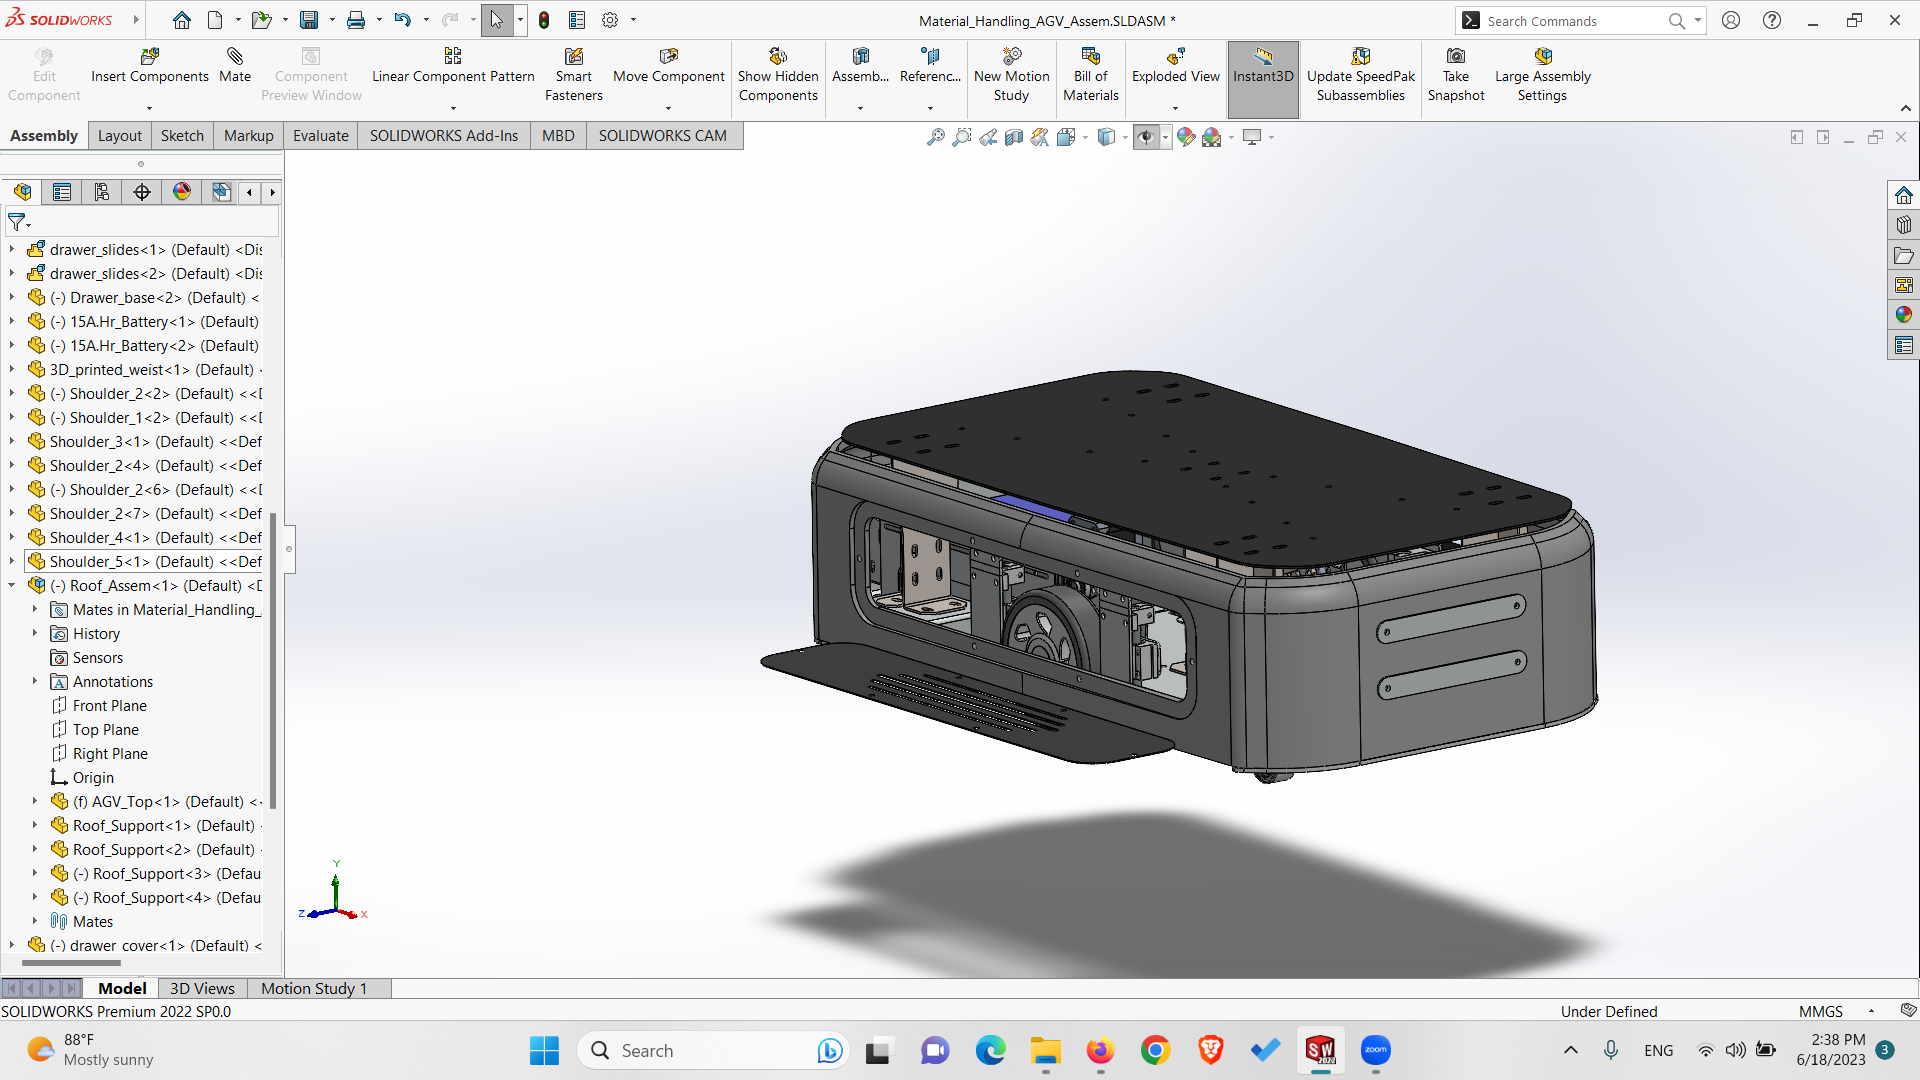 SOLIDWORKS
Material_Handling_AGV_Assem.SLDASM *
Search Commands
Edit Component
Insert Components
Mate
Component Preview Window
Linear Component Pattern
Smart Fasteners
Move Component
Show Hidden Components
Assemb...
Referenc...
New Motion Study
Bill of Materials
Exploded View
Instant3D
Update SpeedPak Subassemblies
Take Snapshot
Large Assembly Settings
Assembly
Layout
Sketch
Markup
Evaluate
SOLIDWORKS Add-Ins
MBD
SOLIDWORKS CAM
drawer_slides<1> (Default) <Dis
drawer_slides<2> (Default) <Dis
(-) Drawer_base<2> (Default) <
(-) 15A.Hr_Battery<1> (Default)
(-) 15A.Hr_Battery<2> (Default)
3D_printed_weist<1> (Default)
(-) Shoulder_2<2> (Default) <<D
(-) Shoulder_1<2> (Default) <<D
Shoulder_3<1> (Default) <<Def
Shoulder_2<4> (Default) <<Def
(-) Shoulder_2<6> (Default) <<D
Shoulder_2<7> (Default) <<Def
Shoulder_4<1> (Default) <<Def
Shoulder_5<1> (Default) <<Def
(-) Roof_Assem<1> (Default) <D
Mates in Material_Handling_
History
Sensors
Annotations
Front Plane
Top Plane
Right Plane
Origin
(f) AGV_Top<1> (Default) <<
Roof_Support<1> (Default)
Roof_Support<2> (Default)
(-) Roof_Support<3> (Defau
(-) Roof_Support<4> (Defau
Mates
(-) drawer cover<1> (Default) <
Y
Z
X
Model
3D Views
Motion Study 1
SOLIDWORKS Premium 2022 SP0.0
Under Defined
MMGS
88°F
Mostly sunny
Search
SW
2022
zoom
ENG
2:38 PM
6/18/2023
3